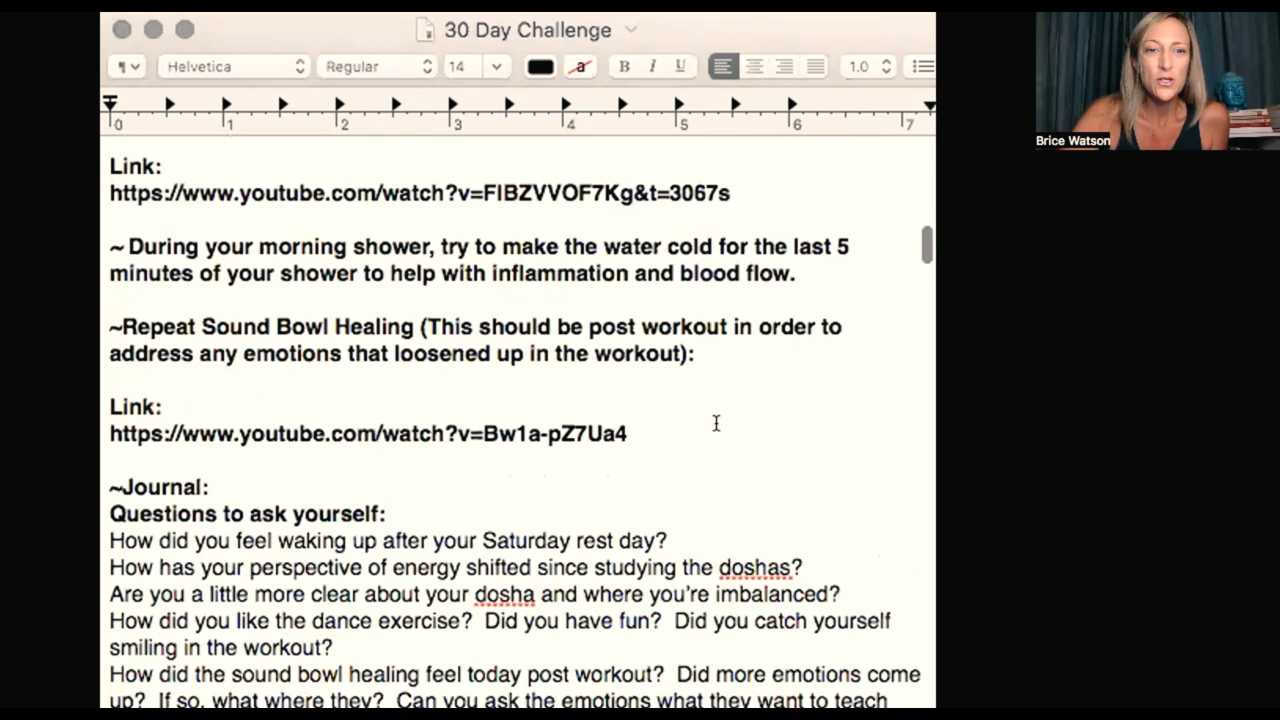 30 Day Challenge
Helvetica Regular 14 a B I U 1.0
0 1 2 3 4 5 6 7
Link:
https://www.youtube.com/watch?v=FIBZVVOF7Kg&t=3067s
~ During your morning shower, try to make the water cold for the last 5
minutes of your shower to help with inflammation and blood flow.
~Repeat Sound Bowl Healing (This should be post workout in order to
address any emotions that loosened up in the workout):
Link:
https://www.youtube.com/watch?v=Bw1a-pZ7Ua4
~Journal:
Questions to ask yourself:
How did you feel waking up after your Saturday rest day?
How has your perspective of energy shifted since studying the doshas?
Are you a little more clear about your dosha and where you're imbalanced?
How did you like the dance exercise?  Did you have fun?  Did you catch yourself
smiling in the workout?
How did the sound bowl healing feel today post workout?  Did more emotions come
up?  If so, what where they?  Can you ask the emotions what they want to teach
Brice Watson